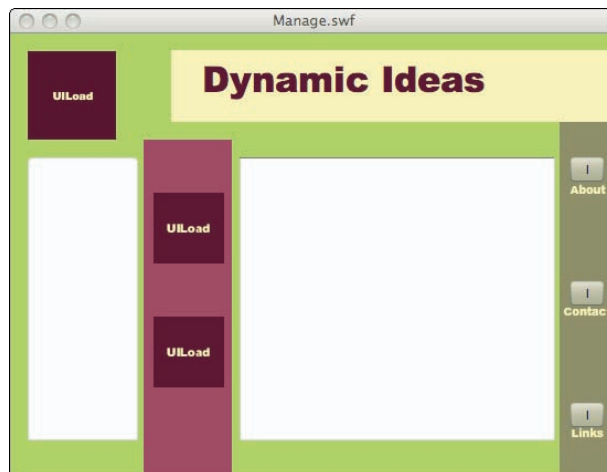 Manage.swf
UILoad
Dynamic Ideas
UILoad
UILoad
I
About
I
Contac
I
Links